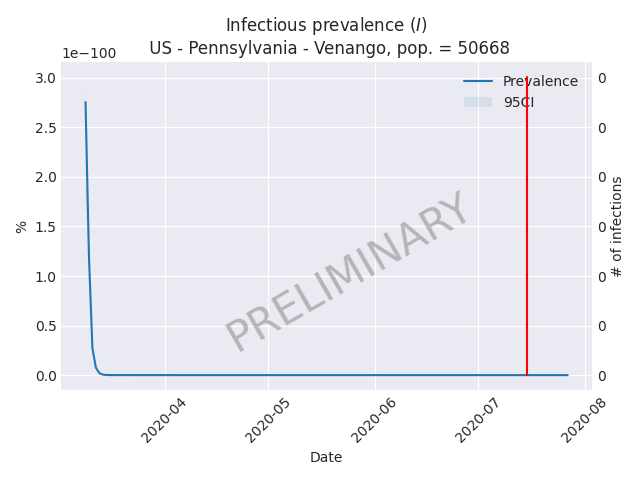 Infectious prevalence (I)
US - Pennsylvania - Venango, pop. = 50668
1e−100
3.0
2.5
2.0
1.5
1.0
0.5
0.0
%
Prevalence
95CI
PRELIMINARY
0
0
0
0
0
0
0
# of infections
2020-04
2020-05
2020-06
2020-07
2020-08
Date